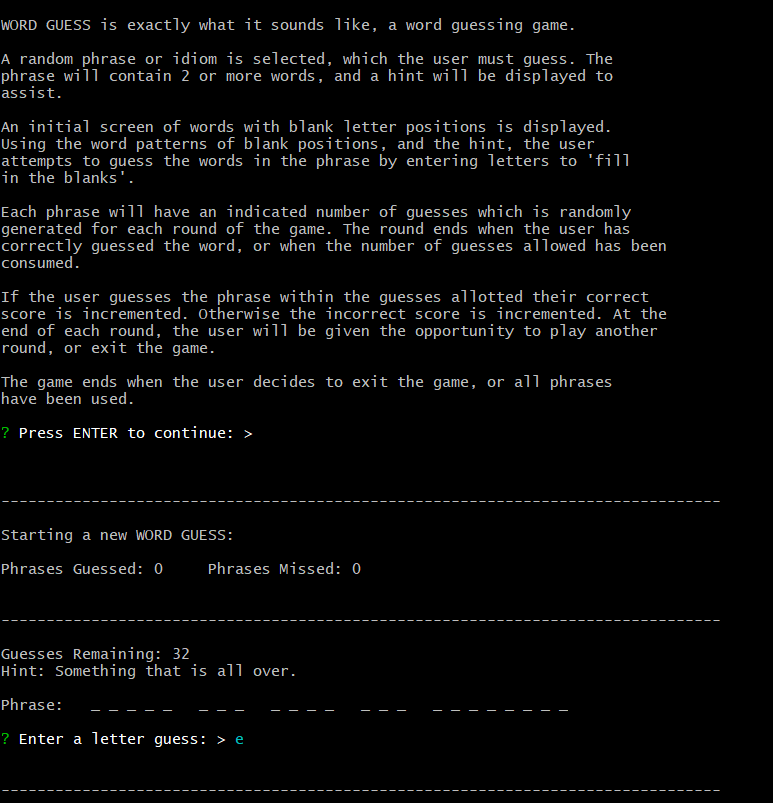 WORD GUESS is exactly what it sounds like, a word guessing game.
A random phrase or idiom is selected, which the user must guess. The
phrase will contain 2 or more words, and a hint will be displayed to
assist.
An initial screen of words with blank letter positions is displayed.
Using the word patterns of blank positions, and the hint, the user
attempts to guess the words in the phrase by entering letters to 'fill
in the blanks'.
Each phrase will have an indicated number of guesses which is randomly
generated for each round of the game. The round ends when the user has
correctly guessed the word, or when the number of guesses allowed has been
consumed.
If the user guesses the phrase within the guesses allotted their correct
score is incremented. Otherwise the incorrect score is incremented. At the
end of each round, the user will be given the opportunity to play another
round, or exit the game.
The game ends when the user decides to exit the game, or all phrases
have been used.
? Press ENTER to continue: >
--------------------------------------------------------------------------------
Starting a new WORD GUESS:
Phrases Guessed: 0     Phrases Missed: 0
--------------------------------------------------------------------------------
Guesses Remaining: 32
Hint: Something that is all over.
Phrase:   _ _ _ _ _   _ _ _   _ _ _ _   _ _ _   _ _ _ _ _ _ _ _
? Enter a letter guess: > e
--------------------------------------------------------------------------------